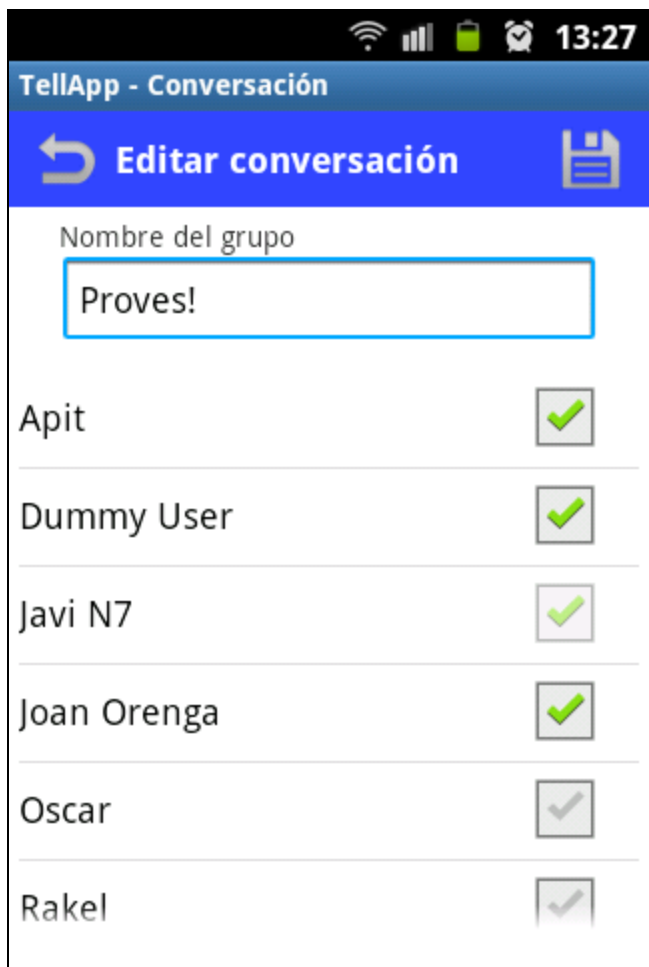 13:27
TellApp - Conversación
Editar conversación
Nombre del grupo
Proves!
Apit
Dummy User
Javi N7
Joan Orenga
Oscar
Rakel